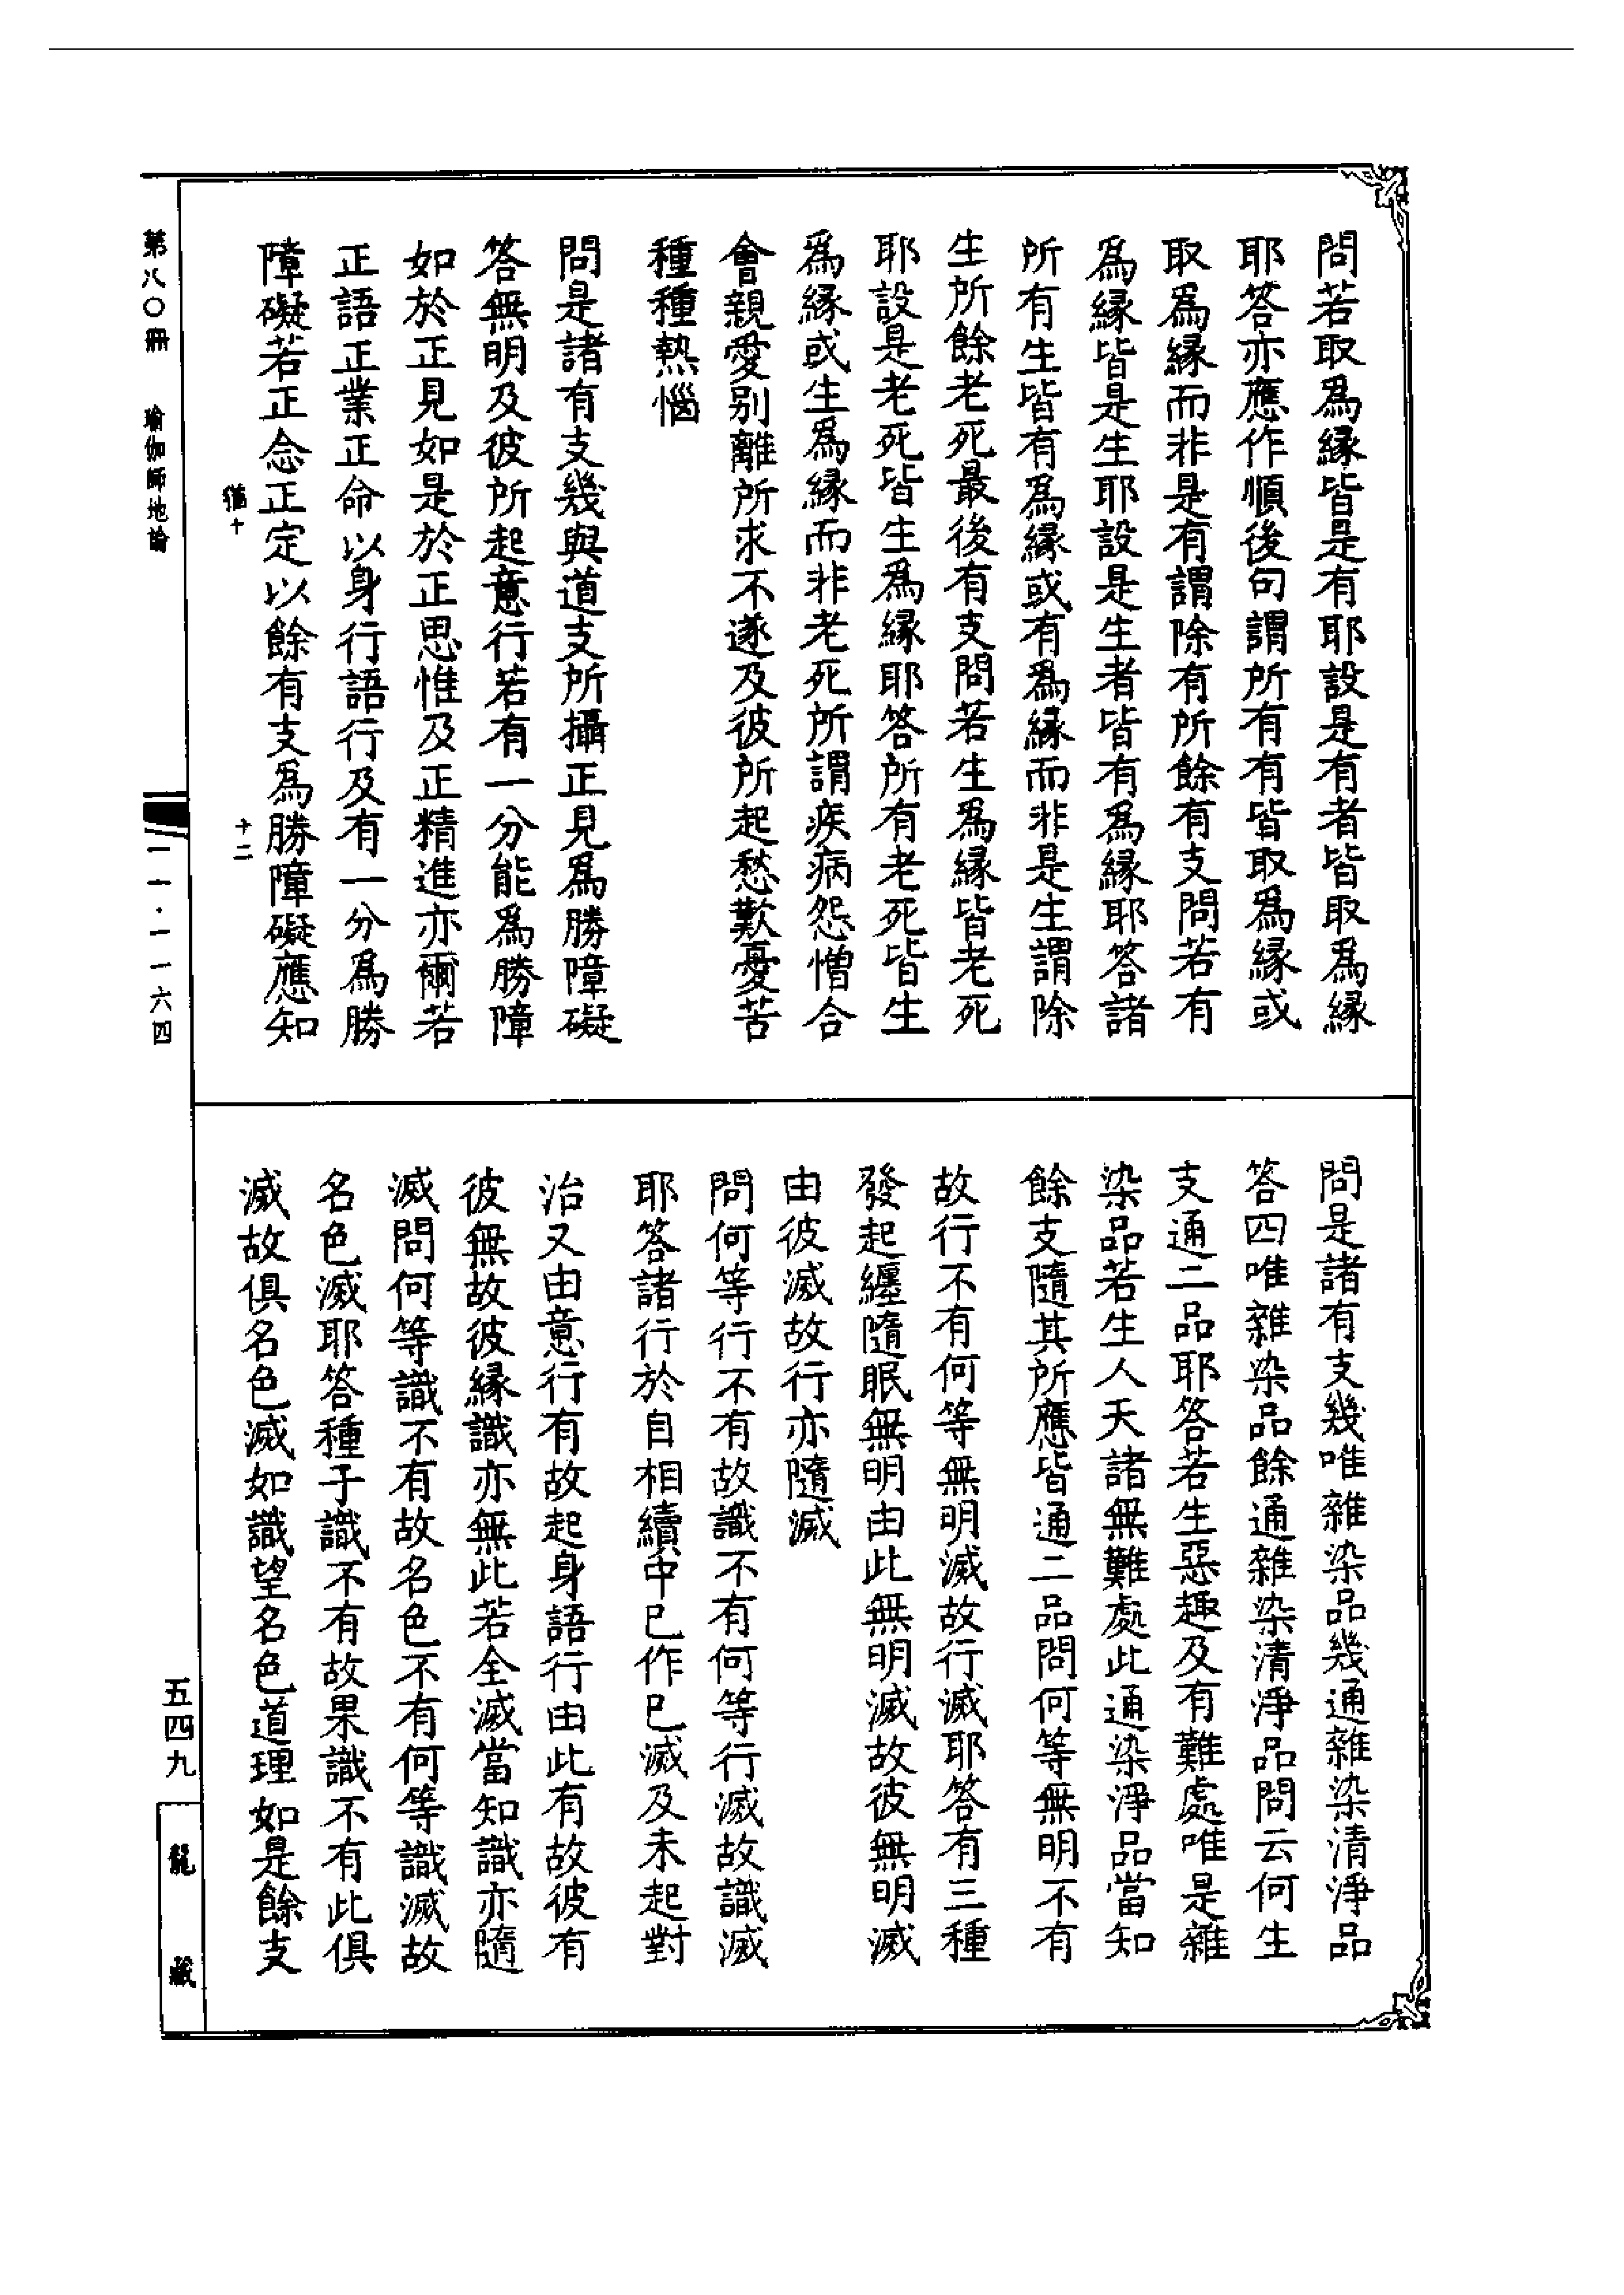 問若取爲緣皆是有耶設是有者皆取爲緣
耶答亦應作順後句謂所有有皆取爲緣或
取爲緣而非是有謂除有所餘有支問若有
爲緣皆是生耶設是生者皆有爲緣耶答諸
所有生皆有爲緣或有爲緣而非是生謂除
生所餘老死最後有支問若生爲緣皆老死
耶設是老死皆生爲緣耶答所有老死皆生
爲緣或生爲緣而非老死所謂疾病怨憎合
會親愛別離所求不遂及彼所起愁歎憂苦
種種熱惱
問是諸有支幾與道支所攝正見爲勝障礙
答無明及彼所起意行若有一分能爲勝障
如於正見如是於正思惟及正精進亦爾若
正語正業正命以身行語行及有一分爲勝
障礙若正念正定以餘有支爲勝障礙應知
猶十
十二
問是諸有支幾唯雜染品幾通雜染清淨品
答四唯雜染品餘通雜染清淨品問云何生
支通二品耶答若生惡趣及有難處唯是雜
染品若生人天諸無難處此通染淨品當知
餘支隨其所應皆通二品問何等無明不有
故行不有何等無明滅故行滅耶答有三種
發起纏隨眠無明由此無明滅故彼無明滅
由彼滅故行亦隨滅
問何等行不有故識不有何等行滅故識滅
耶答諸行於自相續中已作已滅及未起對
治又由意行有故起身語行由此有故彼有
彼無故彼緣識亦無此若全滅當知識亦隨
滅問何等識不有故名色不有何等識滅故
名色滅耶答種子識不有故果識不有此俱
滅故俱名色滅如識望名色道理如是餘支
第八〇冊 瑜伽師地論
一一·一一六四
五四九
龍藏